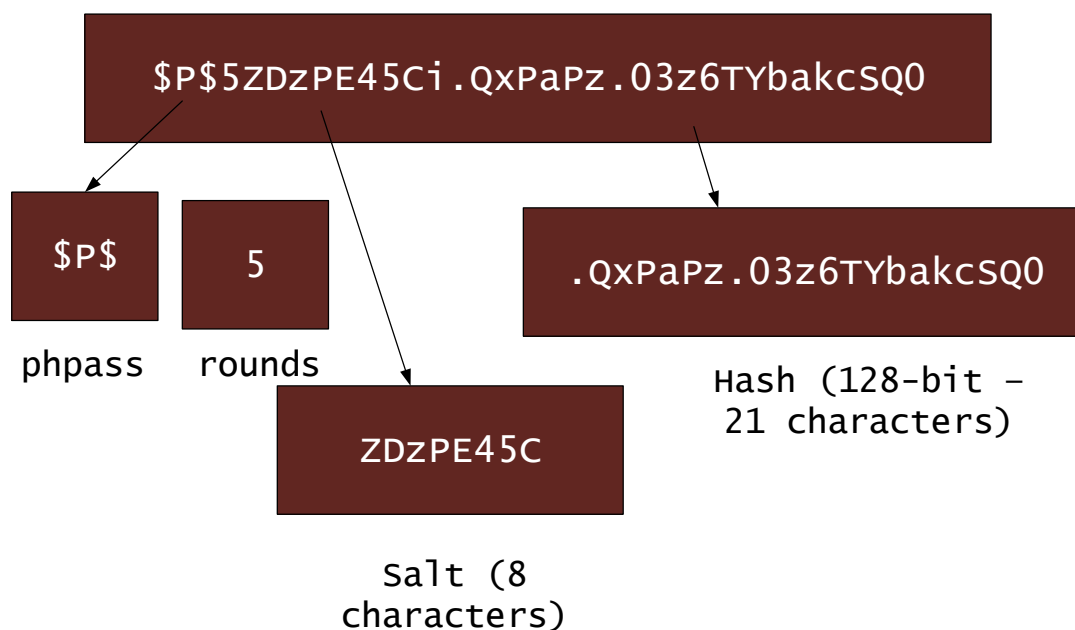 $P$5ZDzPE45Ci.QxPaPz.03z6TYbakcSQ0
$P$
5
.QxPaPz.03z6TYbakcSQ0
phpass
rounds
Hash (128-bit –
21 characters)
ZDzPE45C
Salt (8
characters)